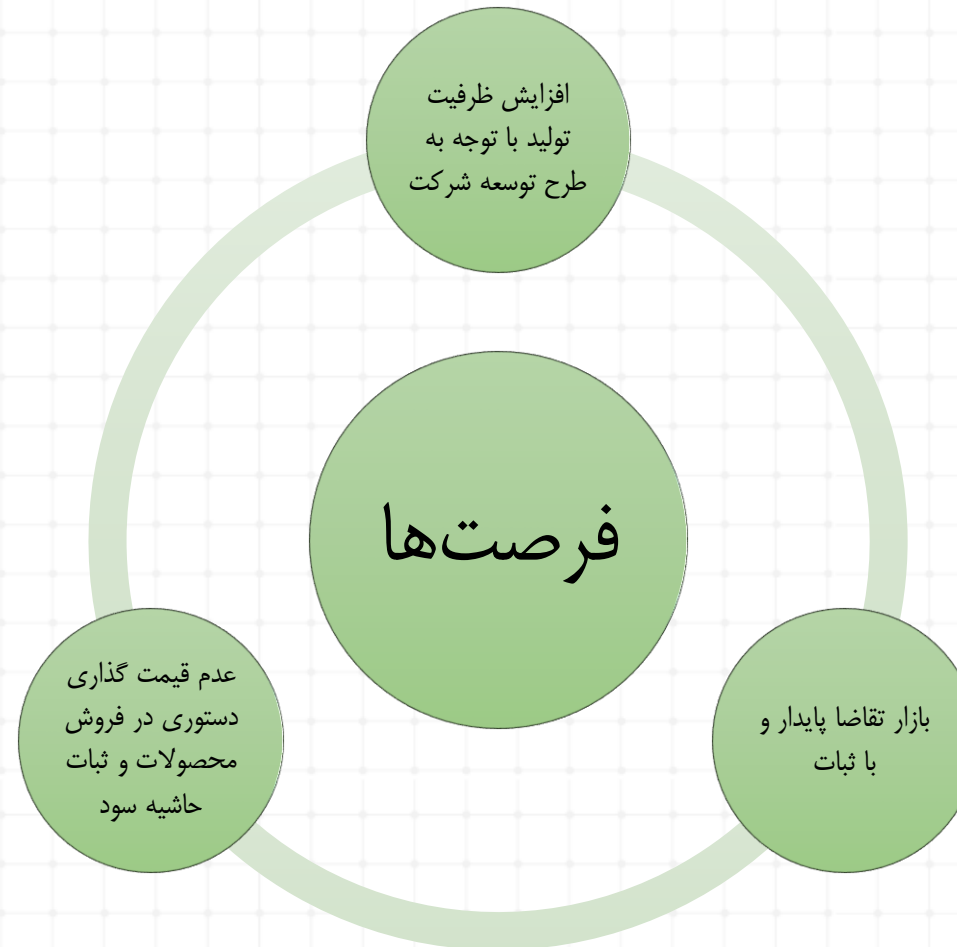 افزایش ظرفیت
تولید با توجه به
طرح توسعه شرکت
فرصت‌ها
بازار تقاضا پایدار و
با ثبات
عدم قیمت گذاری
دستوری در فروش
محصولات و ثبات
حاشیه سود